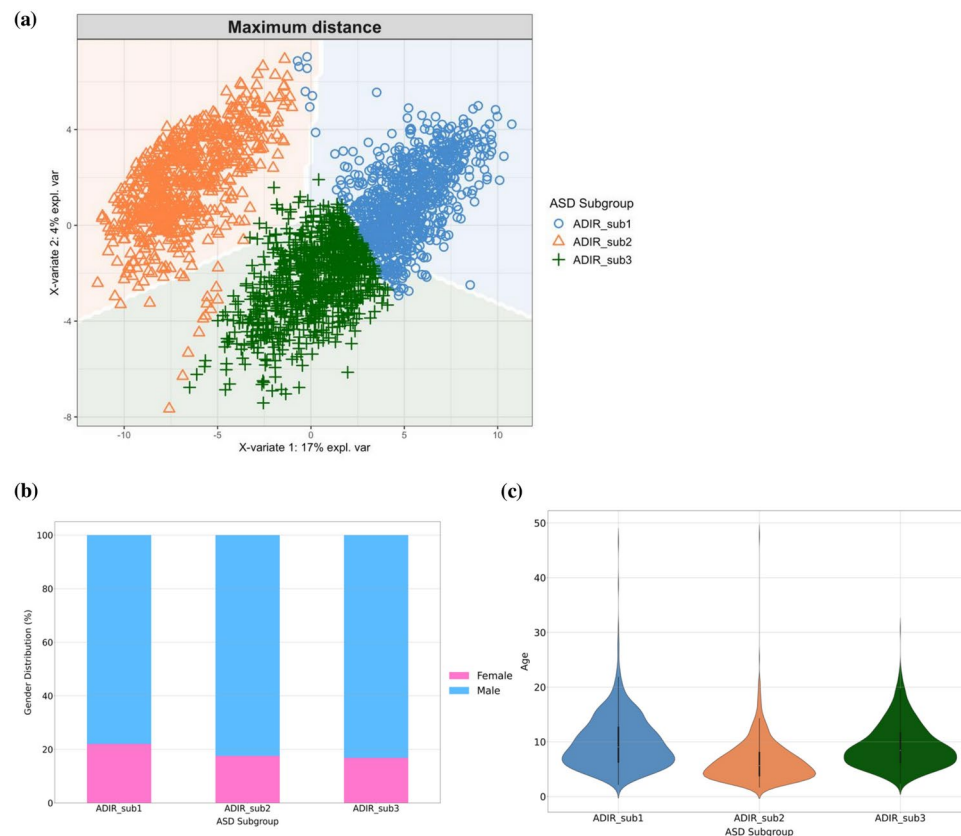 (a)
Maximum distance
X-variate 2: 4% expl. var
4
0
-4
-8
-10
-5
0
5
10
X-variate 1: 17% expl. var
ASD Subgroup
ADIR_sub1
ADIR_sub2
ADIR_sub3
(b)
Gender Distribution (%)
100
80
60
40
20
0
ADIR_sub1
ADIR_sub2
ADIR_sub3
ASD Subgroup
Female
Male
(c)
Age
50
40
30
20
10
0
ADIR_sub1
ADIR_sub2
ADIR_sub3
ASD Subgroup